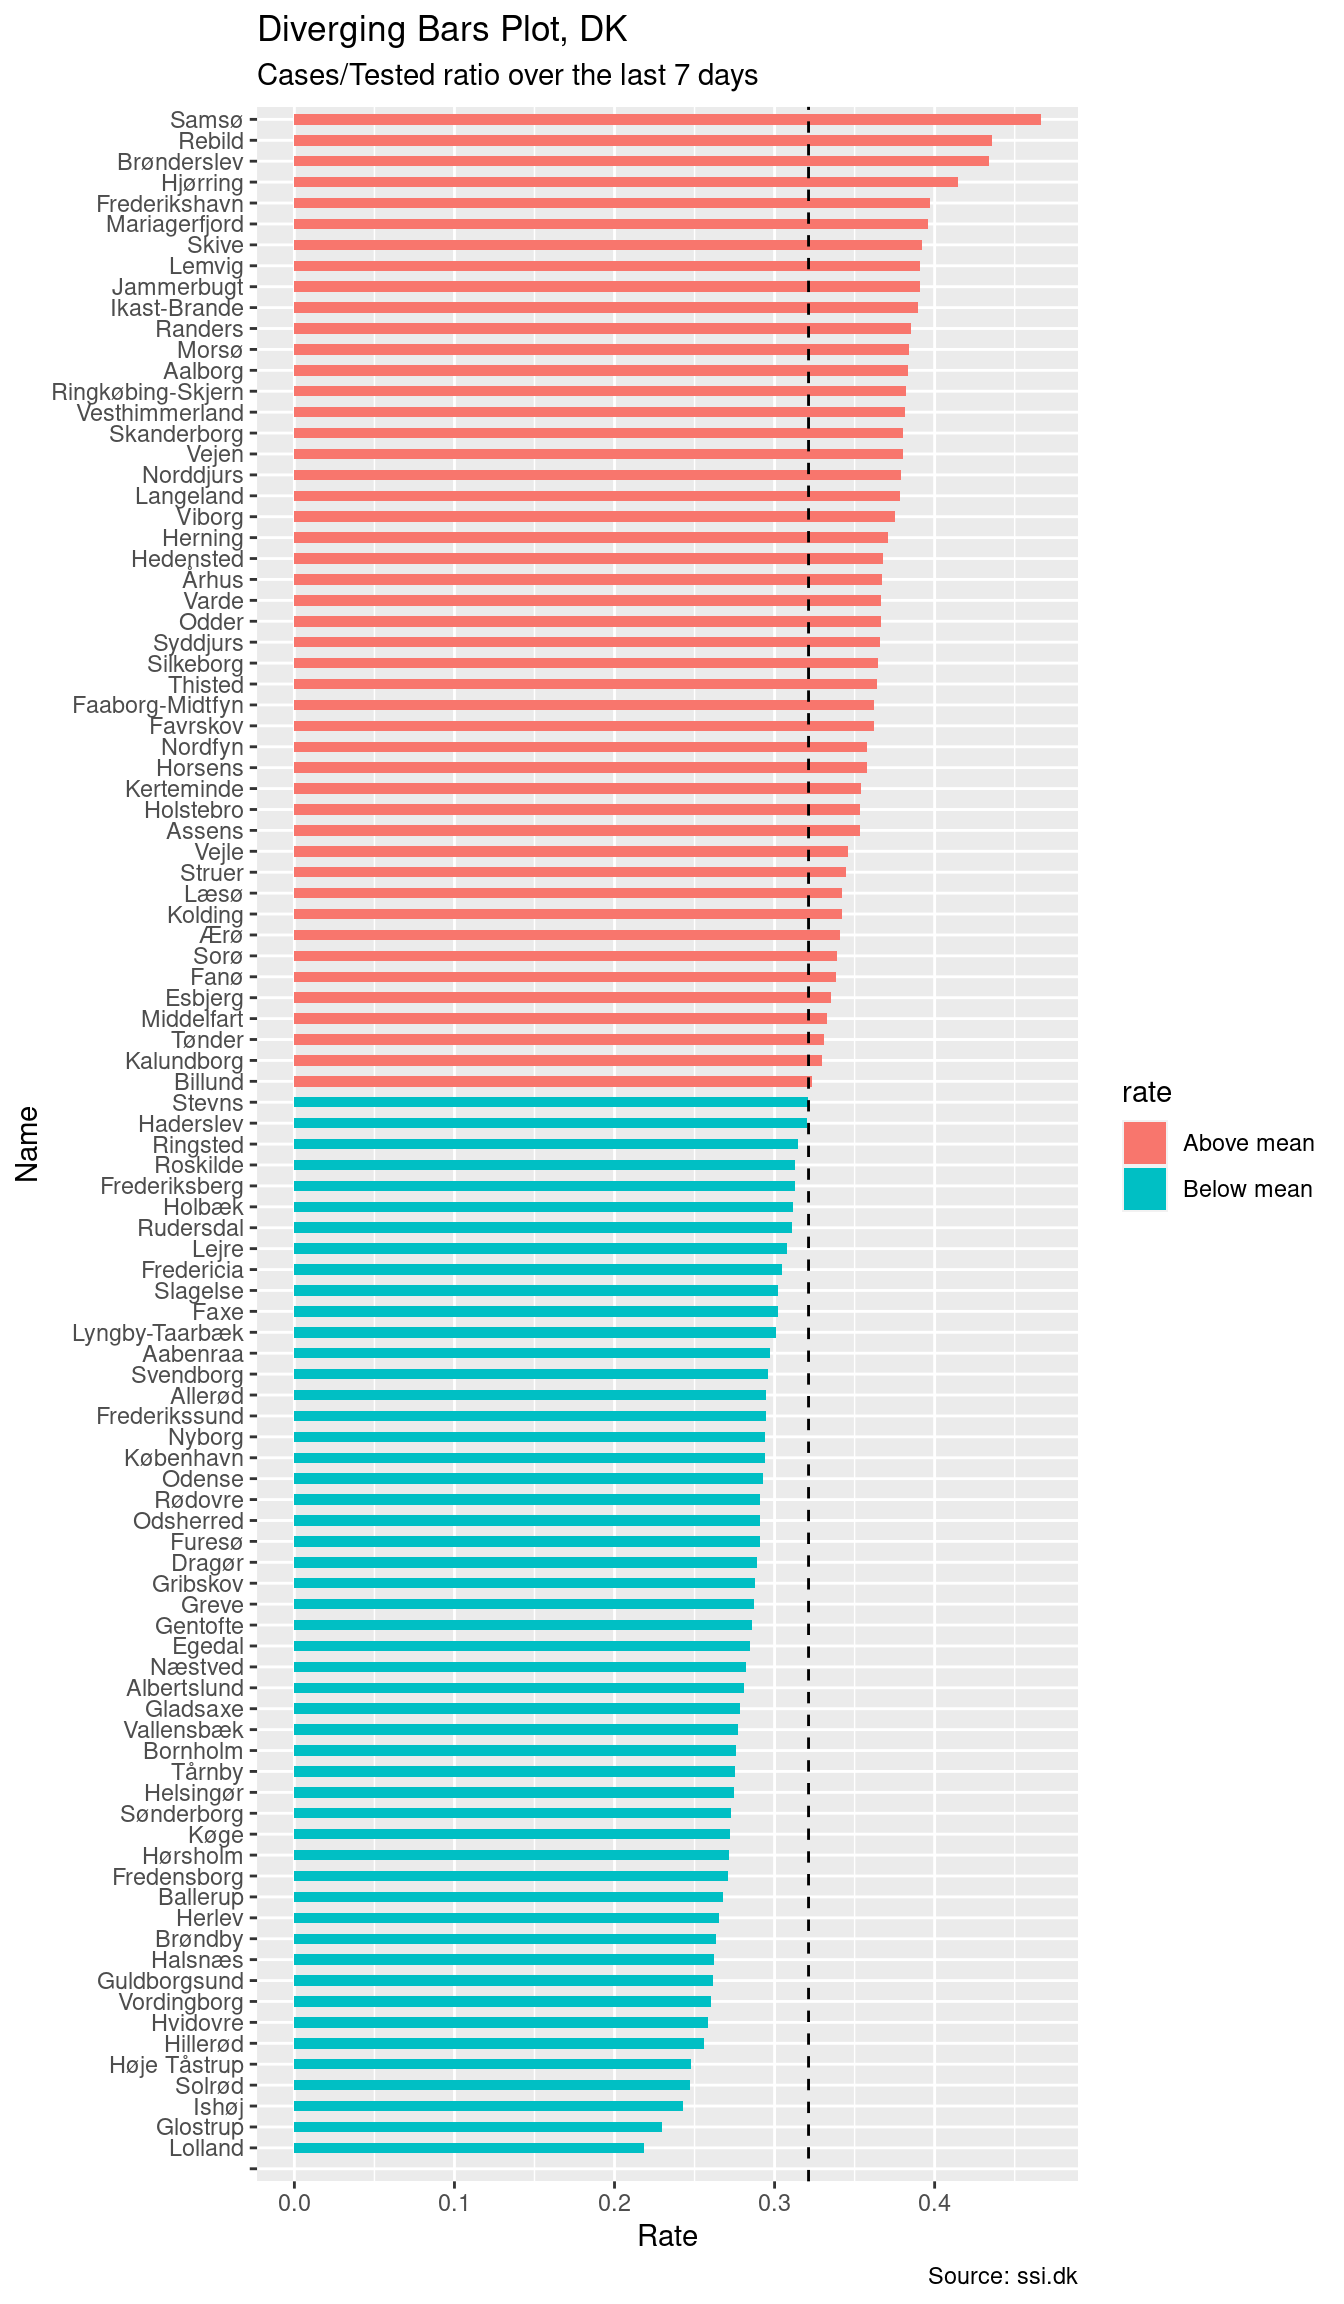 Diverging Bars Plot, DK
Cases/Tested ratio over the last 7 days
Samsø
Rebild
Brønderslev
Hjørring
Frederikshavn
Mariagerfjord
Skive
Lemvig
Jammerbugt
Ikast-Brande
Randers
Morsø
Aalborg
Ringkøbing-Skjern
Vesthimmerland
Skanderborg
Vejen
Norddjurs
Langeland
Viborg
Herning
Hedensted
Århus
Varde
Odder
Syddjurs
Silkeborg
Thisted
Faaborg-Midtfyn
Favrskov
Nordfyn
Horsens
Kerteminde
Holstebro
Assens
Vejle
Struer
Læsø
Kolding
Ærø
Sorø
Fanø
Esbjerg
Middelfart
Tønder
Kalundborg
Billund
Stevns
Haderslev
Ringsted
Roskilde
Frederiksberg
Holbæk
Rudersdal
Lejre
Fredericia
Slagelse
Faxe
Lyngby-Taarbæk
Aabenraa
Svendborg
Allerød
Frederikssund
Nyborg
København
Odense
Rødovre
Odsherred
Furesø
Dragør
Gribskov
Greve
Gentofte
Egedal
Næstved
Albertslund
Gladsaxe
Vallensbæk
Bornholm
Tårnby
Helsingør
Sønderborg
Køge
Hørsholm
Fredensborg
Ballerup
Herlev
Brøndby
Halsnæs
Guldborgsund
Vordingborg
Hvidovre
Hillerød
Høje Tåstrup
Solrød
Ishøj
Glostrup
Lolland
Name
0.0 0.1 0.2 0.3 0.4
Rate
rate
Above mean
Below mean
Source: ssi.dk